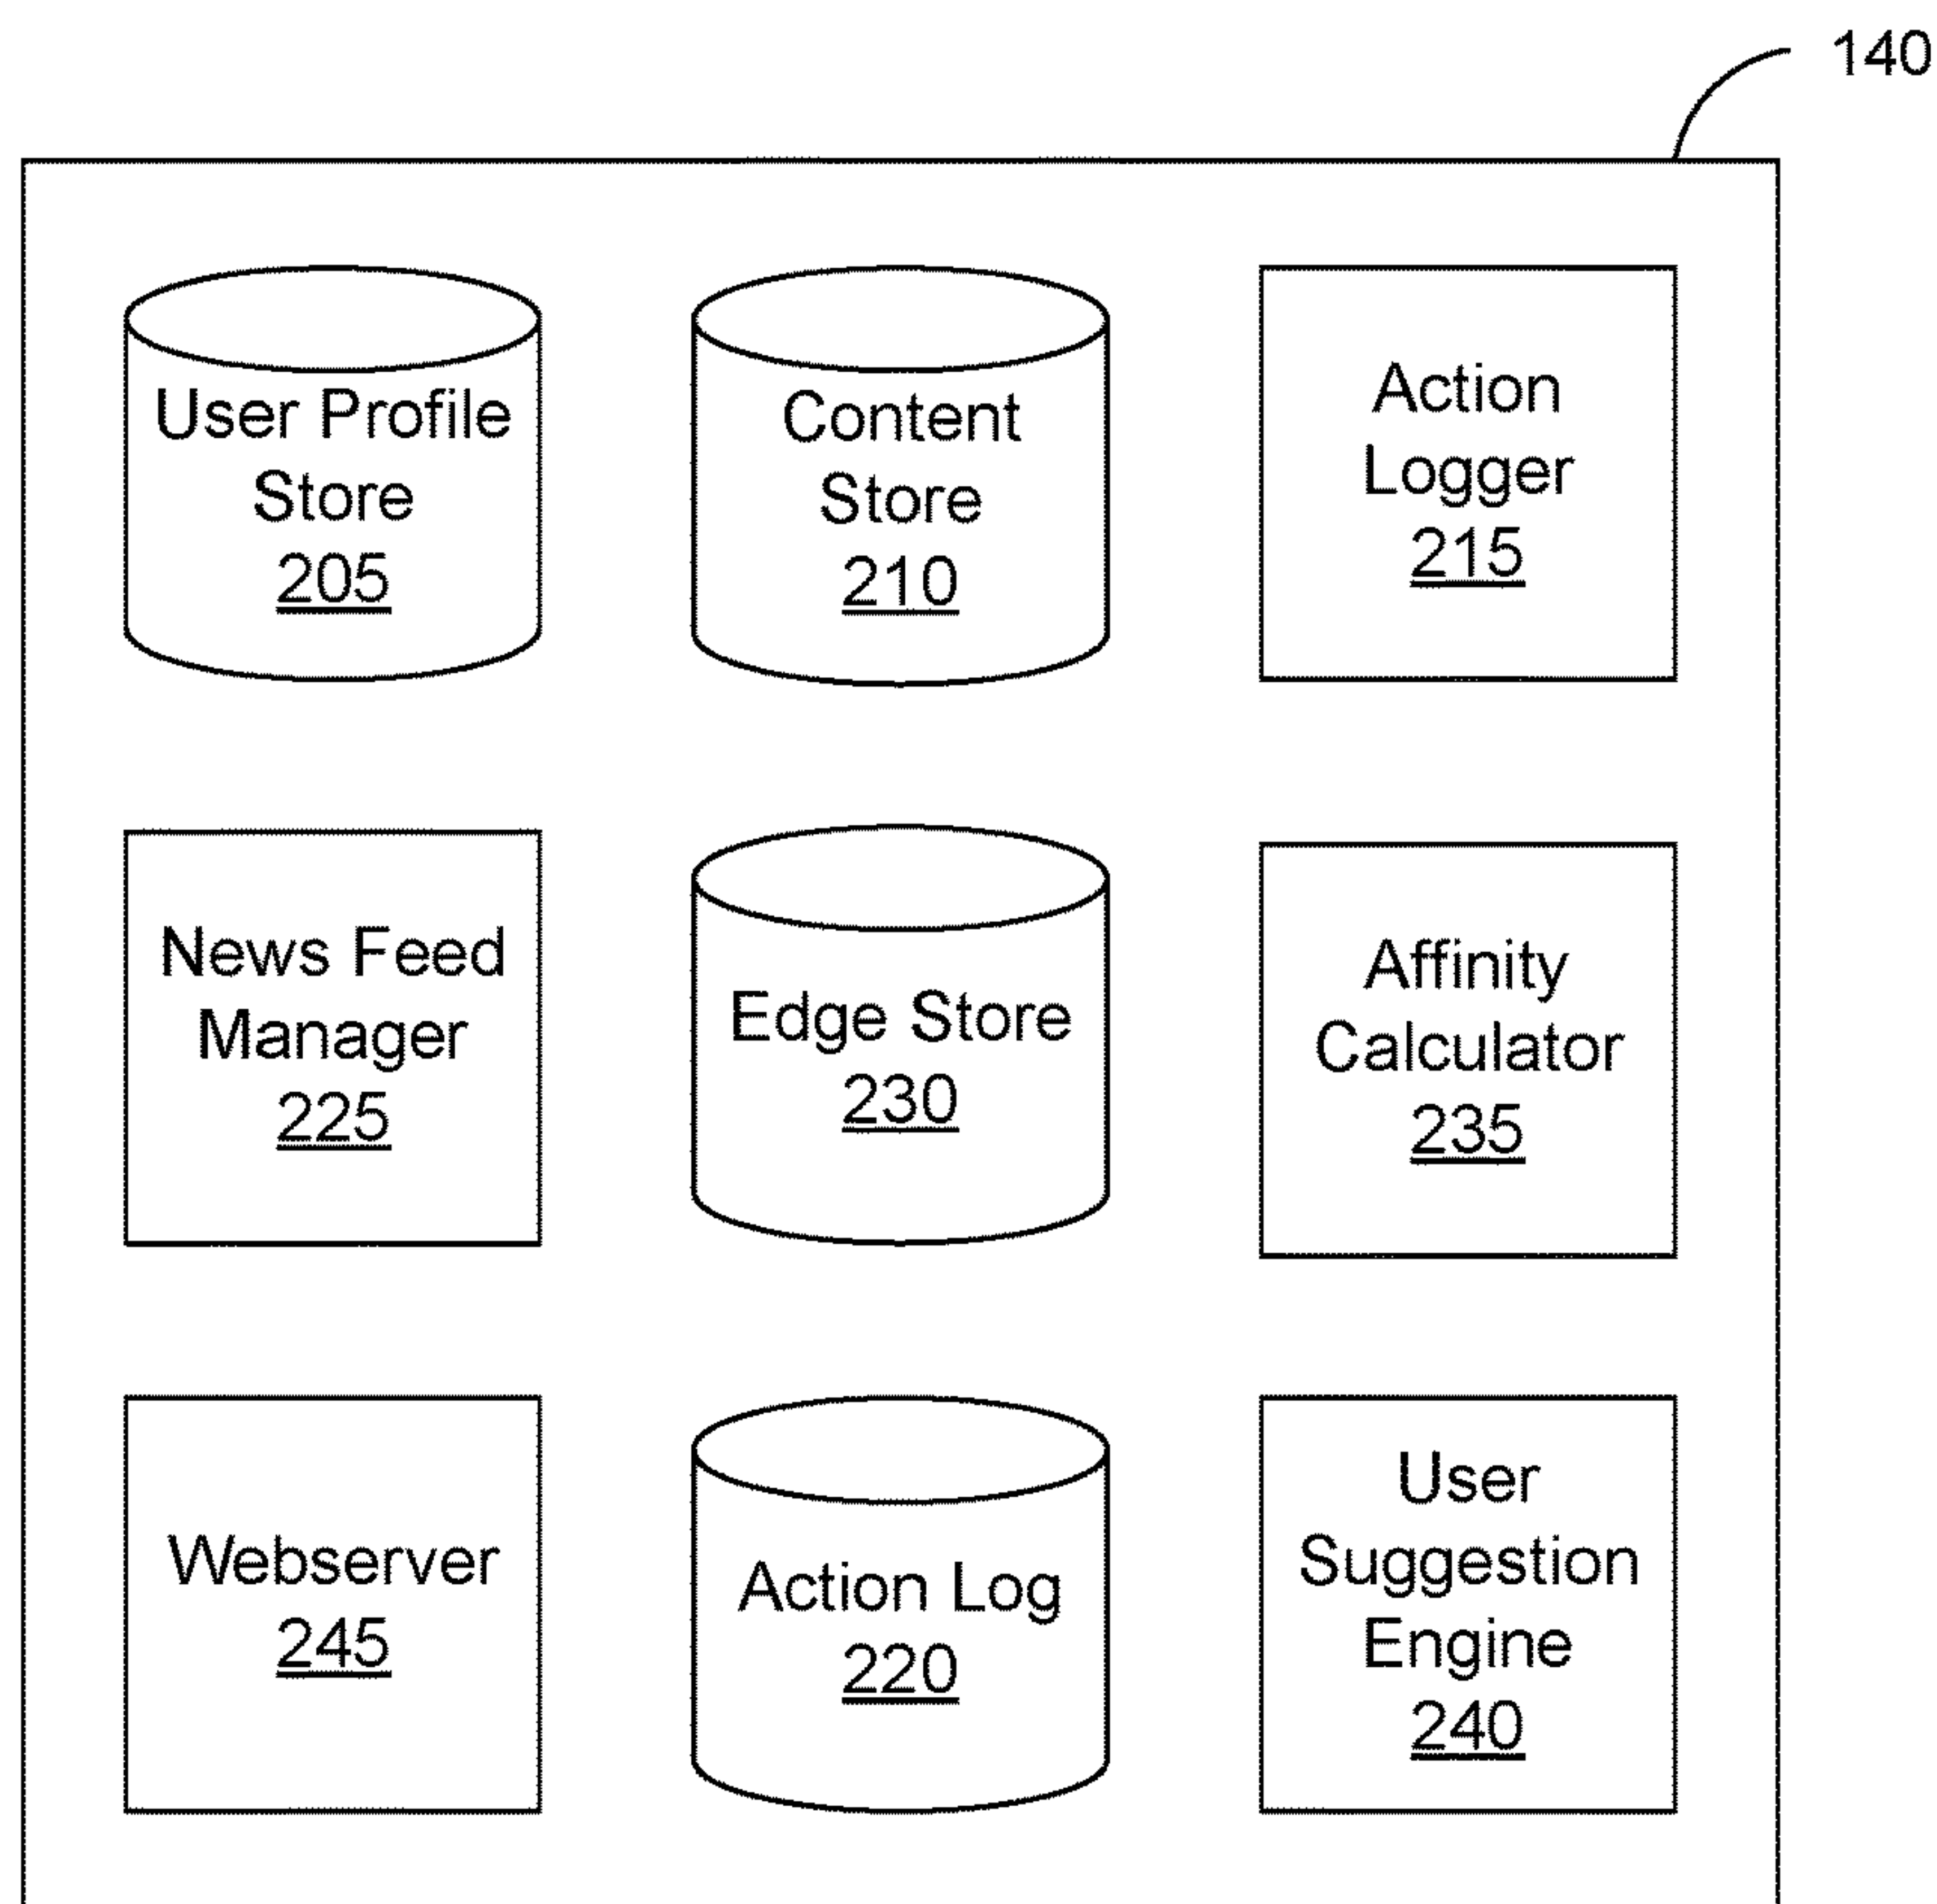 140
User Profile
Store
205
Content
Store
210
Action
Logger
215
News Feed
Manager
225
Edge Store
230
Affinity
Calculator
235
Webserver
245
Action Log
220
User
Suggestion
Engine
240